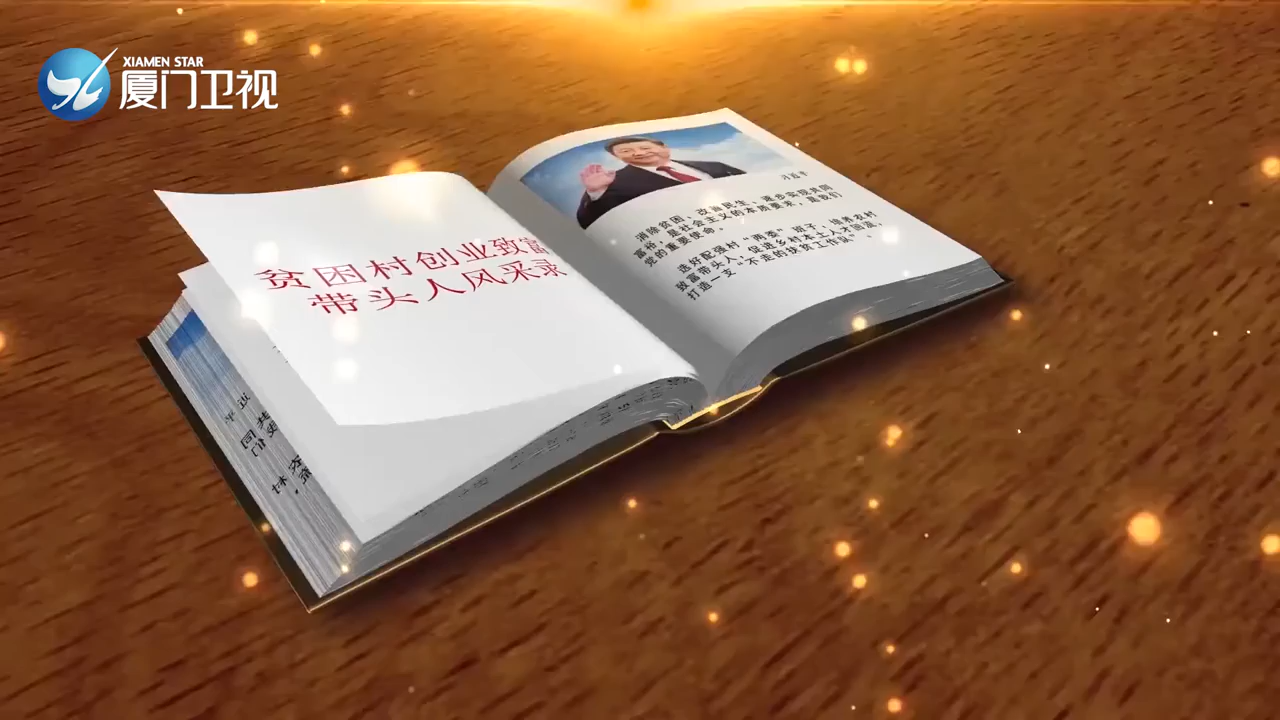 XIAMEN STAR
厦门卫视
贫困村创业致富
带头人风采录
习近平
消除贫困、改善民生、逐步实现共同
富裕，是社会主义的本质要求，是我们
党的重要使命。
选好配强村“两委”班子，培养农村
致富带头人，促进乡村本土人才回流，
打造一支“不走的扶贫工作队”。